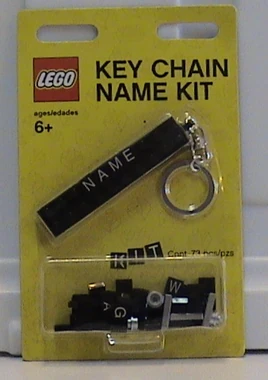 LEGO
KEY CHAIN
NAME KIT
ages/edades
6+
NAME
KIT
Cont. 73 pcs/pzs
W
A
G